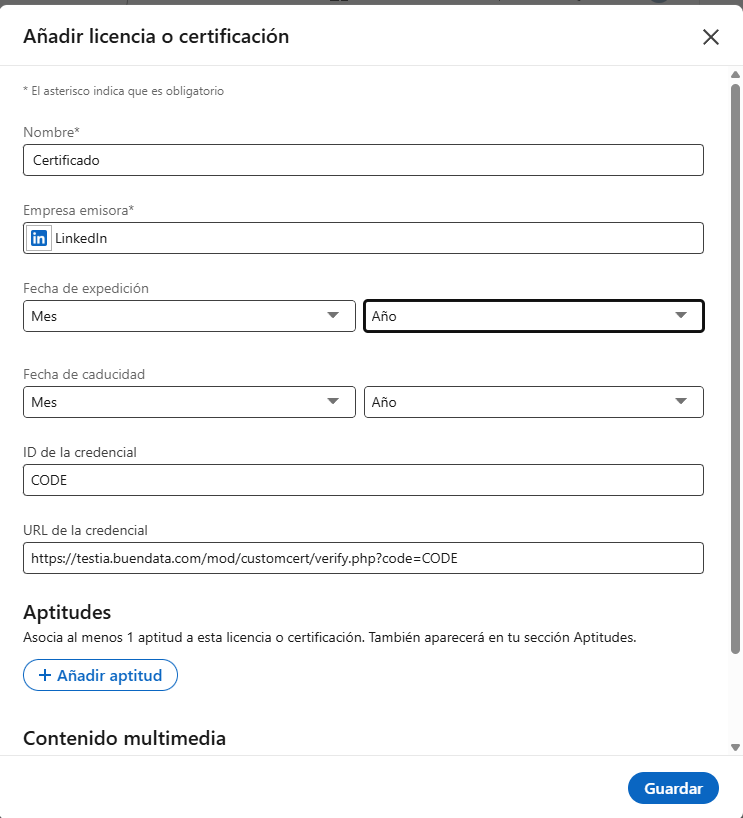 Añadir licencia o certificación
* El asterisco indica que es obligatorio
Nombre*
Certificado
Empresa emisora*
in LinkedIn
Fecha de expedición
Mes Año
Fecha de caducidad
Mes Año
ID de la credencial
CODE
URL de la credencial
https://testia.buendata.com/mod/customcert/verify.php?code=CODE
Aptitudes
Asocia al menos 1 aptitud a esta licencia o certificación. También aparecerá en tu sección Aptitudes.
+ Añadir aptitud
Contenido multimedia
Guardar